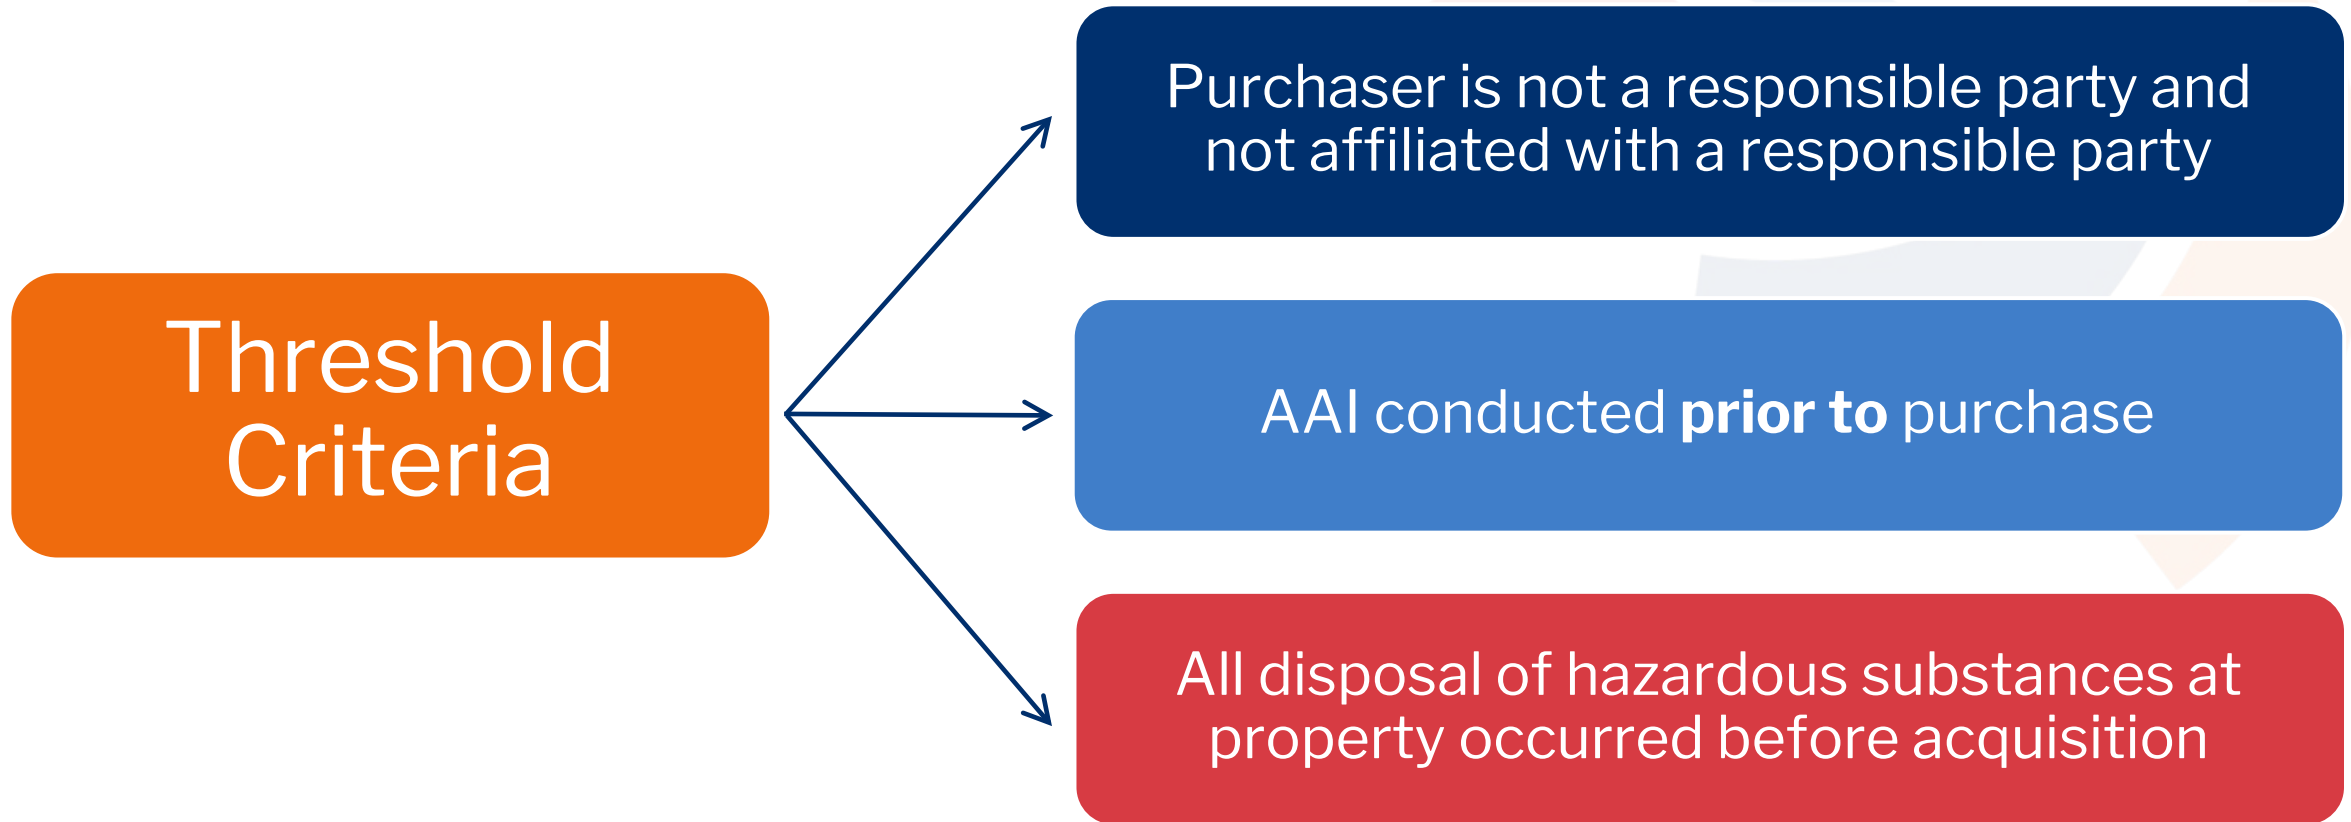 Threshold
Criteria
Purchaser is not a responsible party and
not affiliated with a responsible party
AAI conducted prior to purchase
All disposal of hazardous substances at
property occurred before acquisition